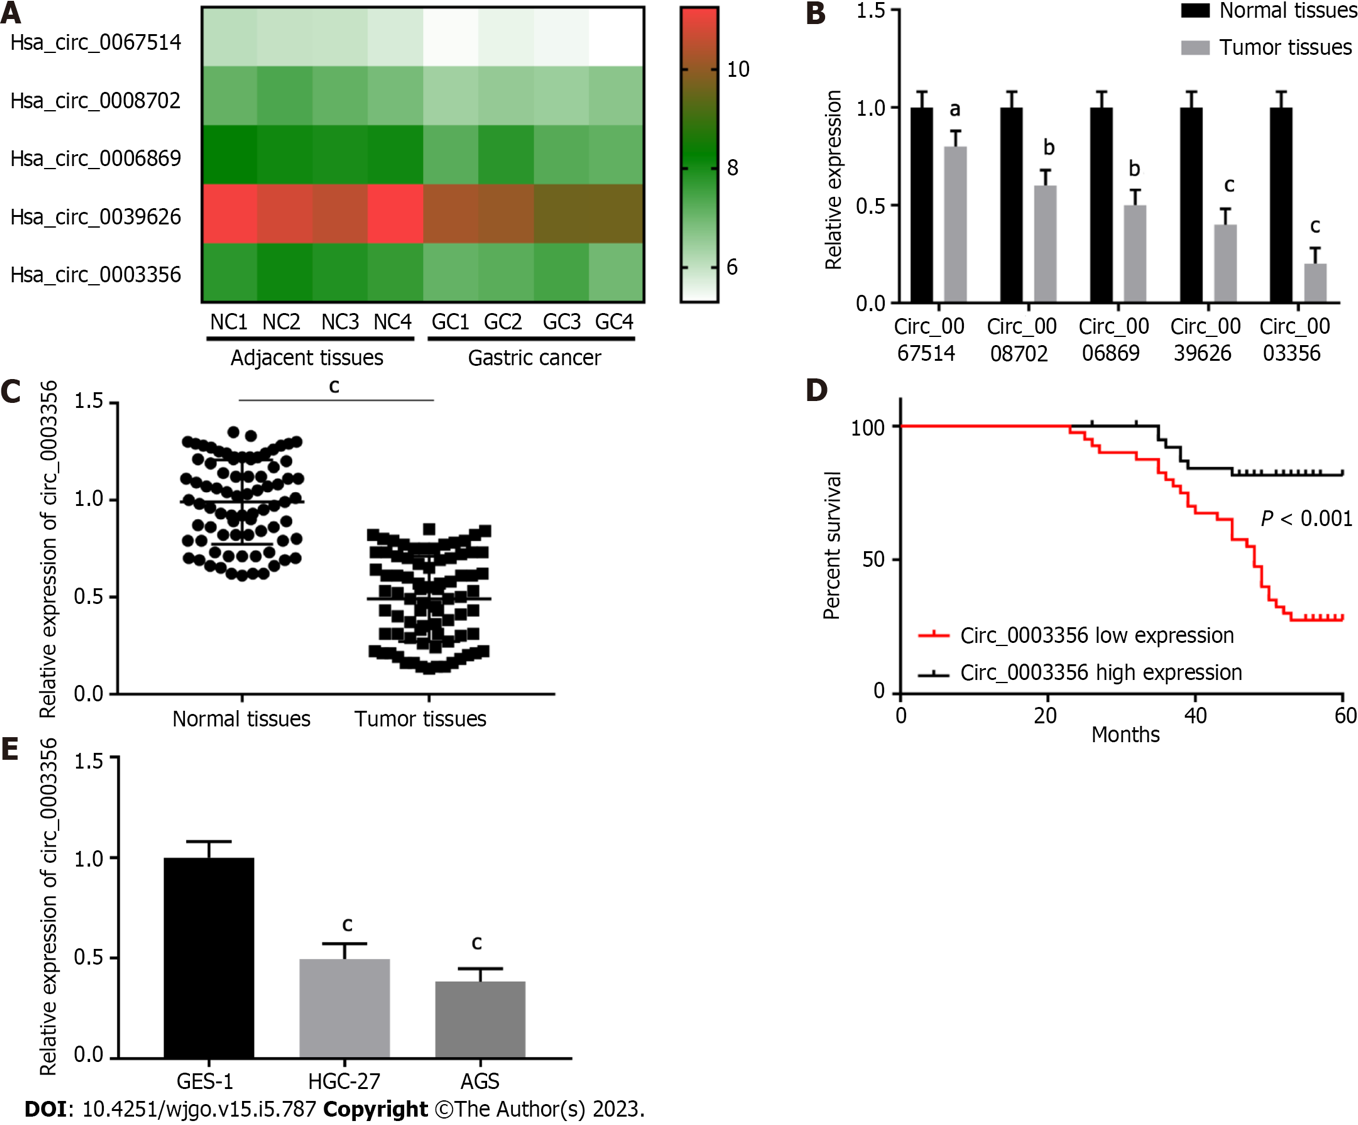 A
Hsa_circ_0067514
Hsa_circ_0008702
Hsa_circ_0006869
Hsa_circ_0039626
Hsa_circ_0003356
NC1 NC2 NC3 NC4 GC1 GC2 GC3 GC4
Adjacent tissues Gastric cancer
10
8
6
B
Normal tissues
Tumor tissues
Relative expression
1.5
1.0
0.5
0.0
a
b
b
c
c
Circ_00 Circ_00 Circ_00 Circ_00 Circ_00
67514 08702 06869 39626 03356
C
Relative expression of circ_0003356
1.5
1.0
0.5
0.0
c
Normal tissues Tumor tissues
D
Percent survival
100
50
0
P < 0.001
Circ_0003356 low expression
Circ_0003356 high expression
0 20 40 60
Months
E
Relative expression of circ_0003356
1.5
1.0
0.5
0.0
c
c
GES-1 HGC-27 AGS
DOI: 10.4251/wjgo.v15.i5.787 Copyright ©The Author(s) 2023.